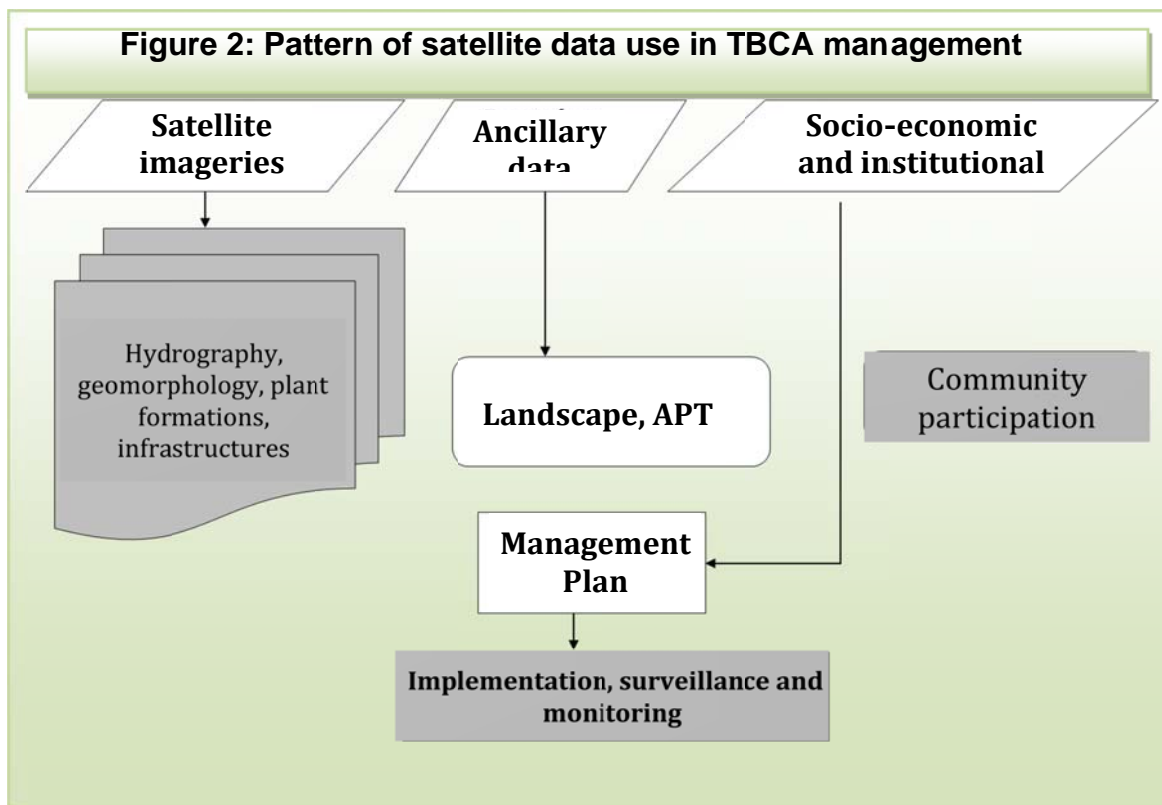 Figure 2: Pattern of satellite data use in TBCA management
Satellite
imageries
Ancillary
data
Socio-economic
and institutional
Hydrography,
geomorphology, plant
formations,
infrastructures
Landscape, APT
Community
participation
Management
Plan
Implementation, surveillance and
monitoring